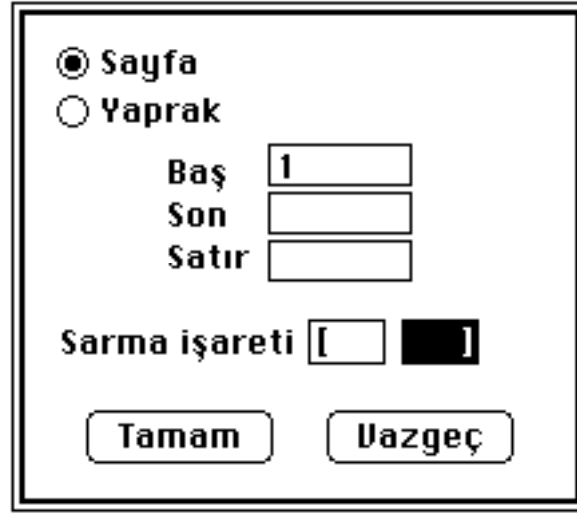 Sayfa
Yaprak
Baş 1
Son
Satır
Sarma işareti [ ]
Tamam Vazgeç